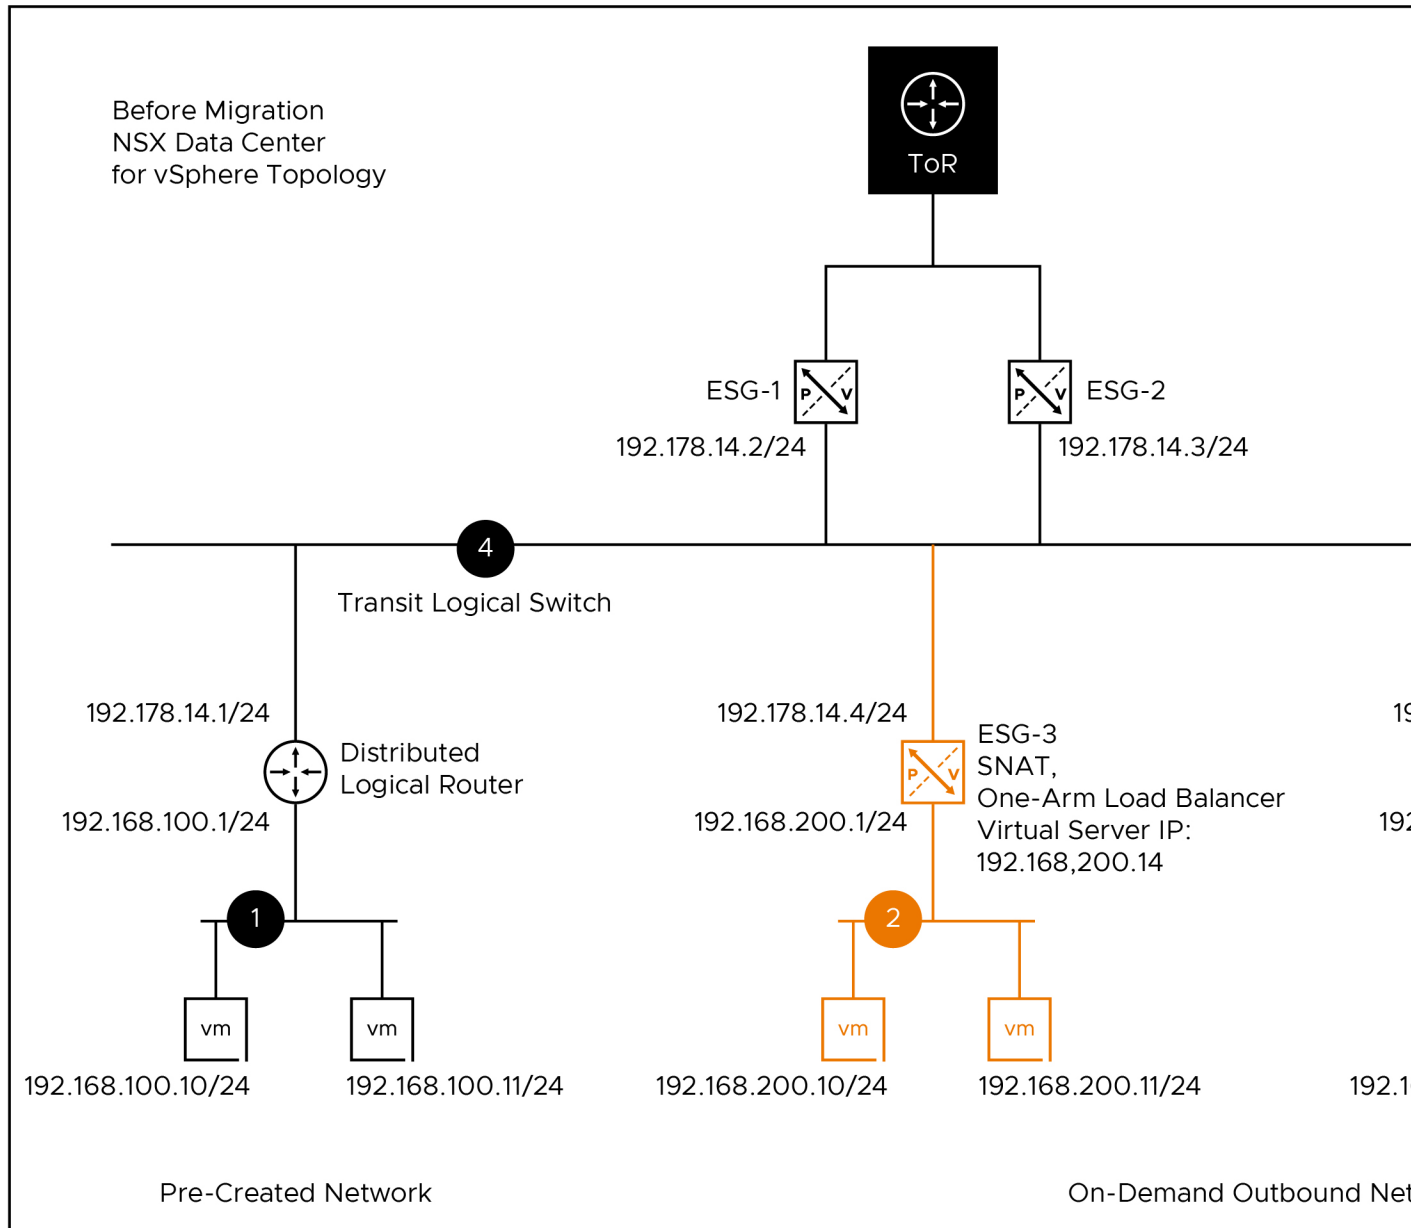 Before Migration
NSX Data Center
for vSphere Topology
ToR
ESG-1
P V
P V
ESG-2
192.178.14.2/24
192.178.14.3/24
4
Transit Logical Switch
192.178.14.1/24
Distributed
Logical Router
192.168.100.1/24
192.178.14.4/24
P V
ESG-3
SNAT,
One-Arm Load Balancer
Virtual Server IP:
192.168,200.14
192.168.200.1/24
1
2
vm
vm
vm
vm
192.168.100.10/24
192.168.100.11/24
192.168.200.10/24
192.168.200.11/24
Pre-Created Network
On-Demand Outbound